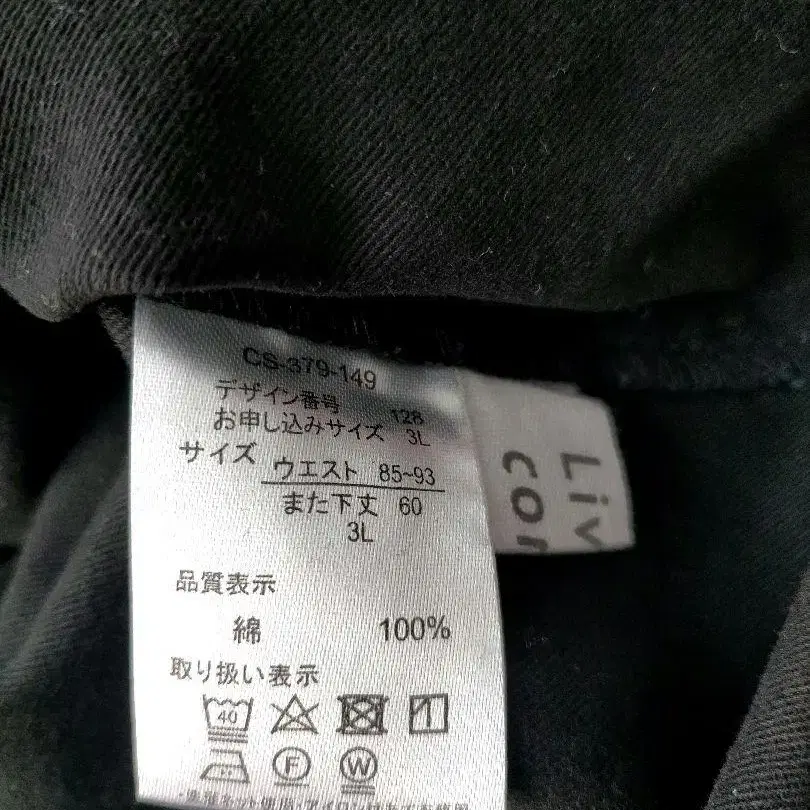 CS-379-149
デザイン番号 128
お申し込みサイズ 3L
サイズ ウエスト 85~93
また下丈 60
3L
品質表示
綿 100%
取り扱い表示
40
F W
Liv
con